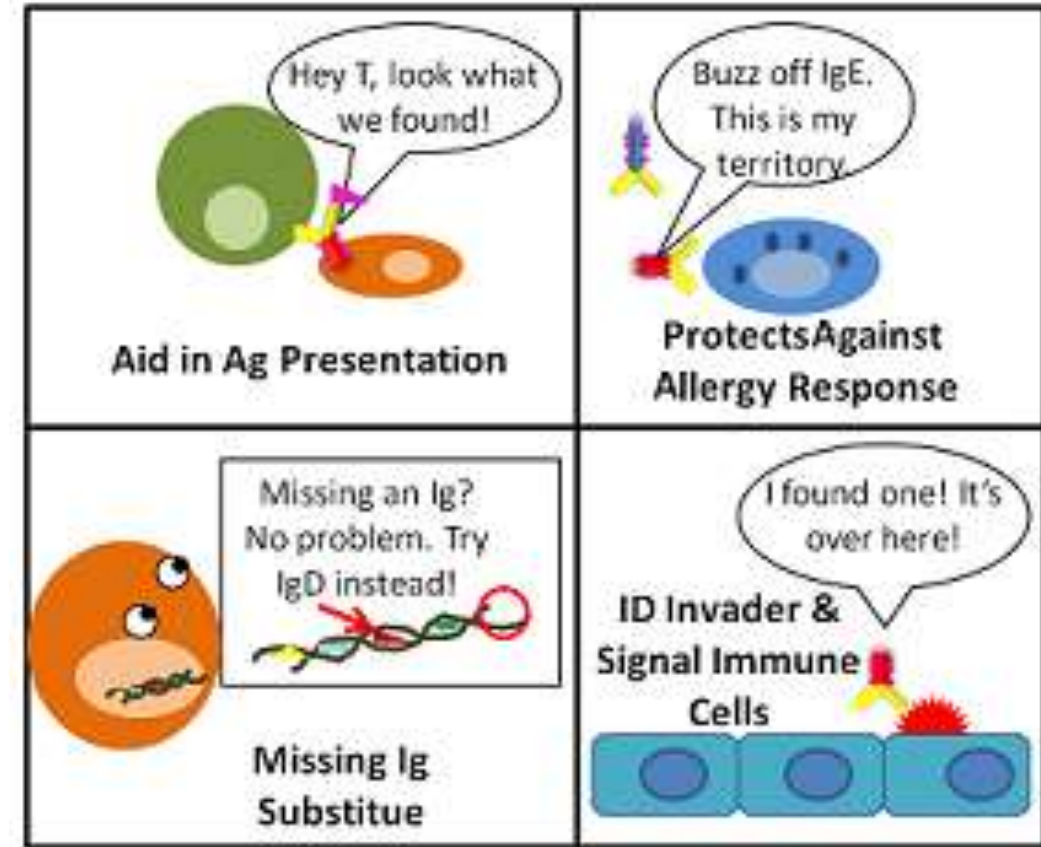 Hey T, look what
we found!
Aid in Ag Presentation
Buzz off IgE.
This is my
territory.
ProtectsAgainst
Allergy Response
Missing an Ig?
No problem. Try
IgD instead!
Missing Ig
Substitue
I found one! It's
over here!
ID Invader &
Signal Immune
Cells